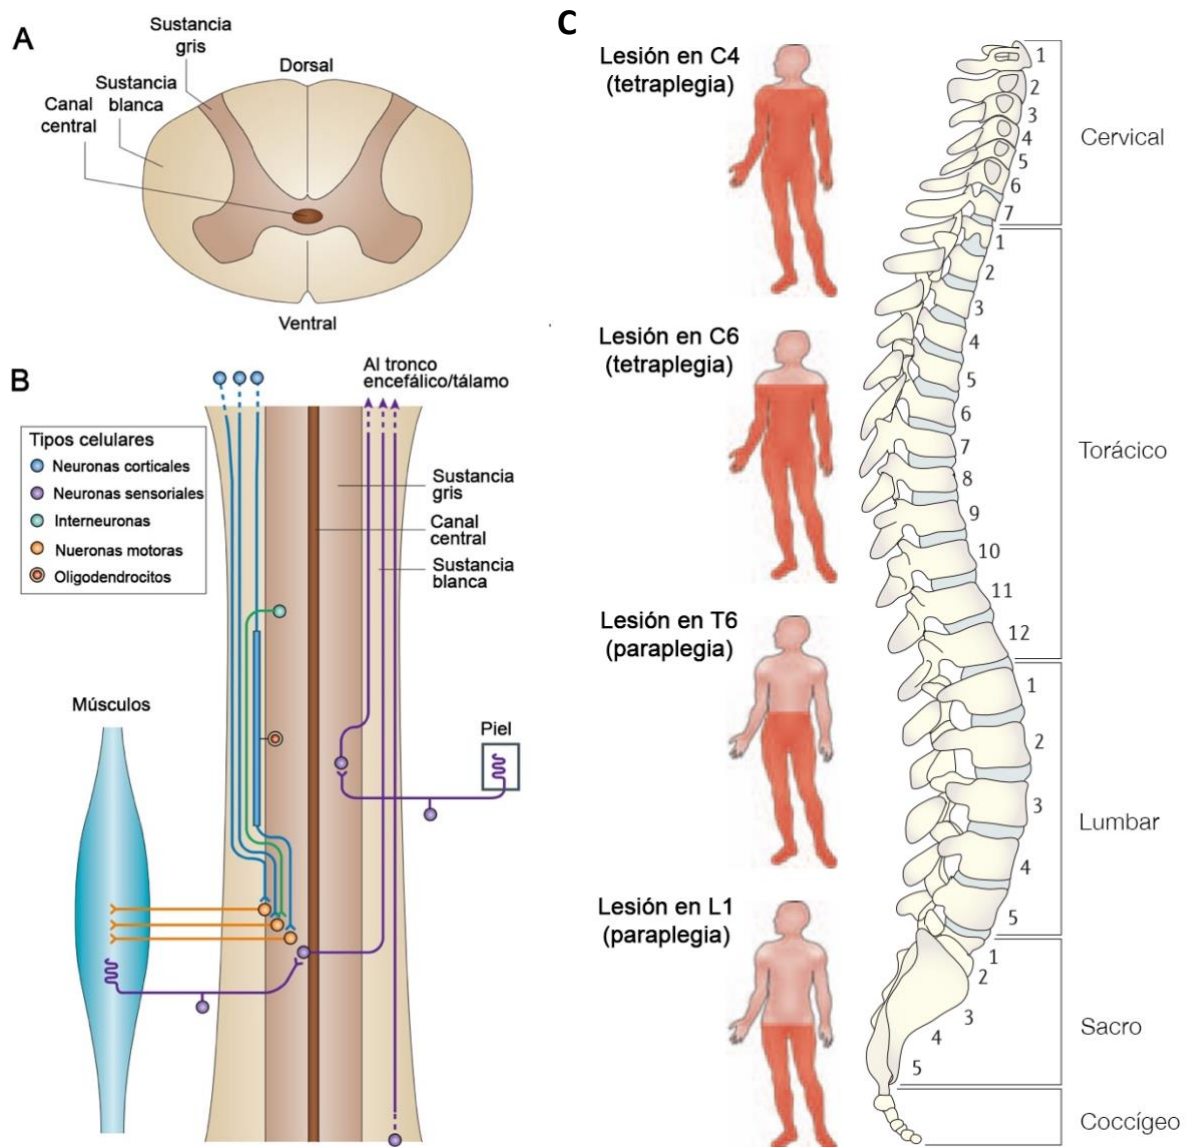 A
Sustancia
gris
Sustancia
blanca
Canal
central
Dorsal
Ventral
B
Al tronco
encefálico/tálamo
Tipos celulares
Neuronas corticales
Neuronas sensoriales
Interneuronas
Nueronas motoras
Oligodendrocitos
Sustancia
gris
Canal
central
Sustancia
blanca
Músculos
Piel
C
Lesión en C4
(tetraplegia)
Lesión en C6
(tetraplegia)
Lesión en T6
(paraplegia)
Lesión en L1
(paraplegia)
1
2
3
4
5
6
7
Cervical
1
2
3
4
5
6
7
8
9
10
11
12
Torácico
1
2
3
4
5
Lumbar
1
2
3
4
5
Sacro
Coccígeo